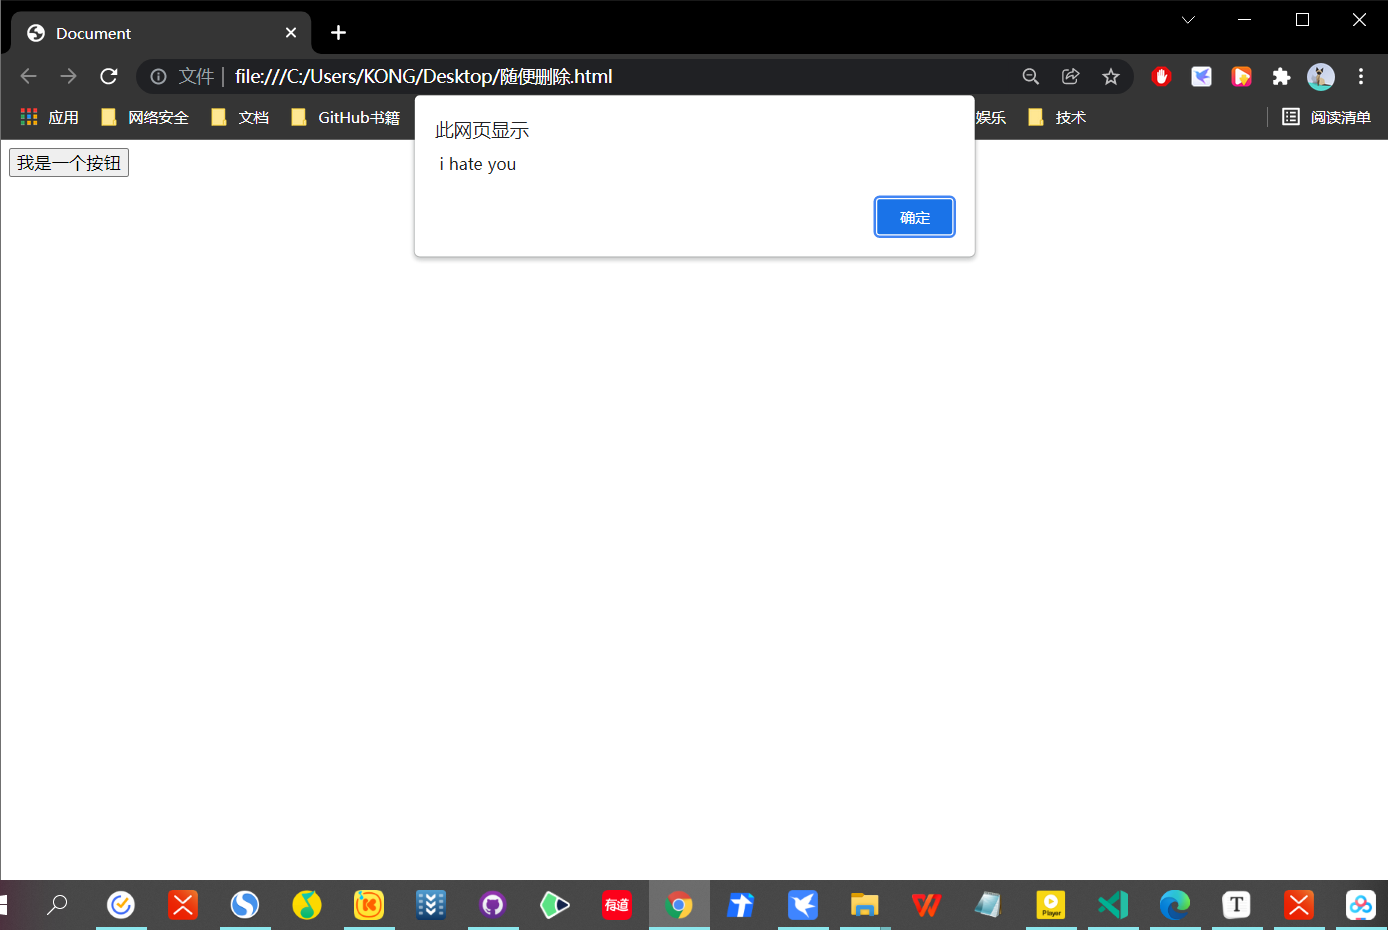 Document
文件 | file:///C:/Users/KONG/Desktop/随便删除.html
应用 网络安全 文档 GitHub书籍 娱乐 技术 阅读清单
此网页显示
i hate you
确定
我是一个按钮
有道
Player
T